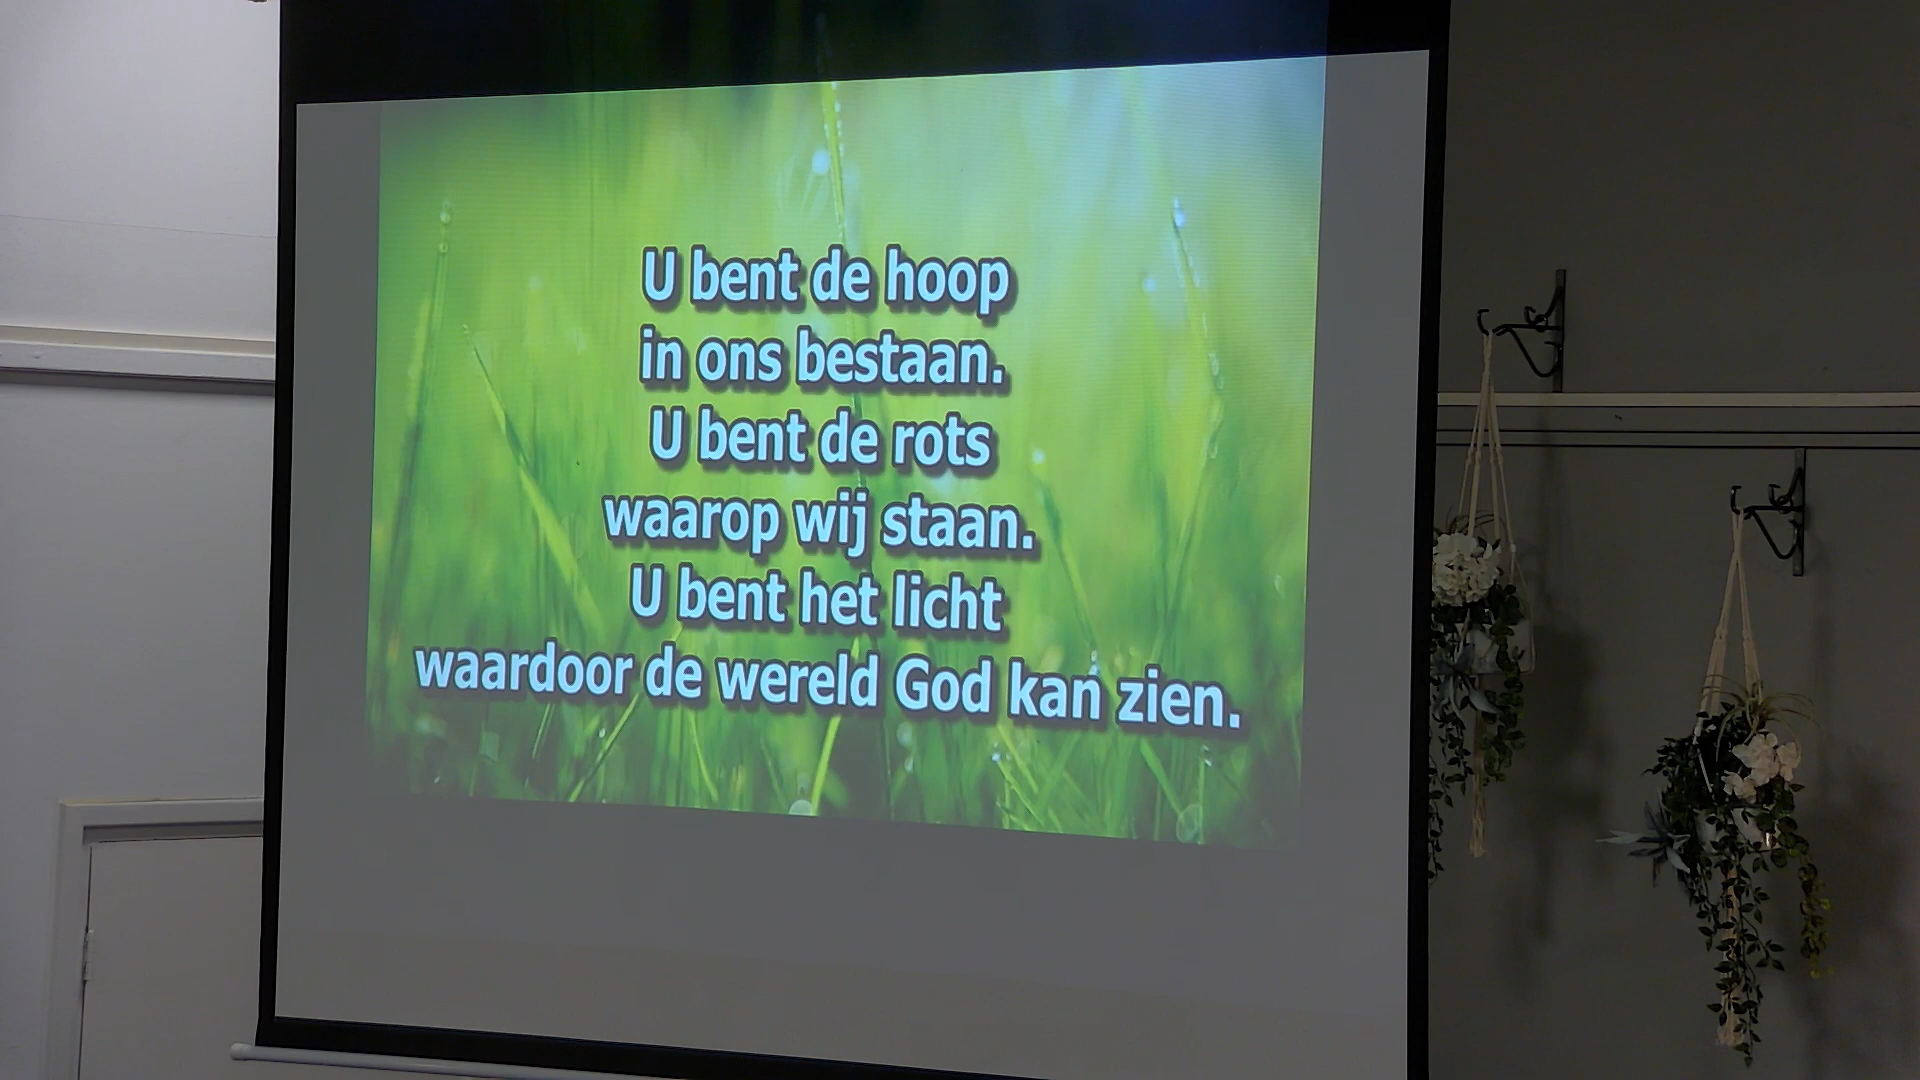 U bent de hoop
in ons bestaan.
U bent de rots
waarop wij staan.
U bent het licht
waardoor de wereld God kan zien.